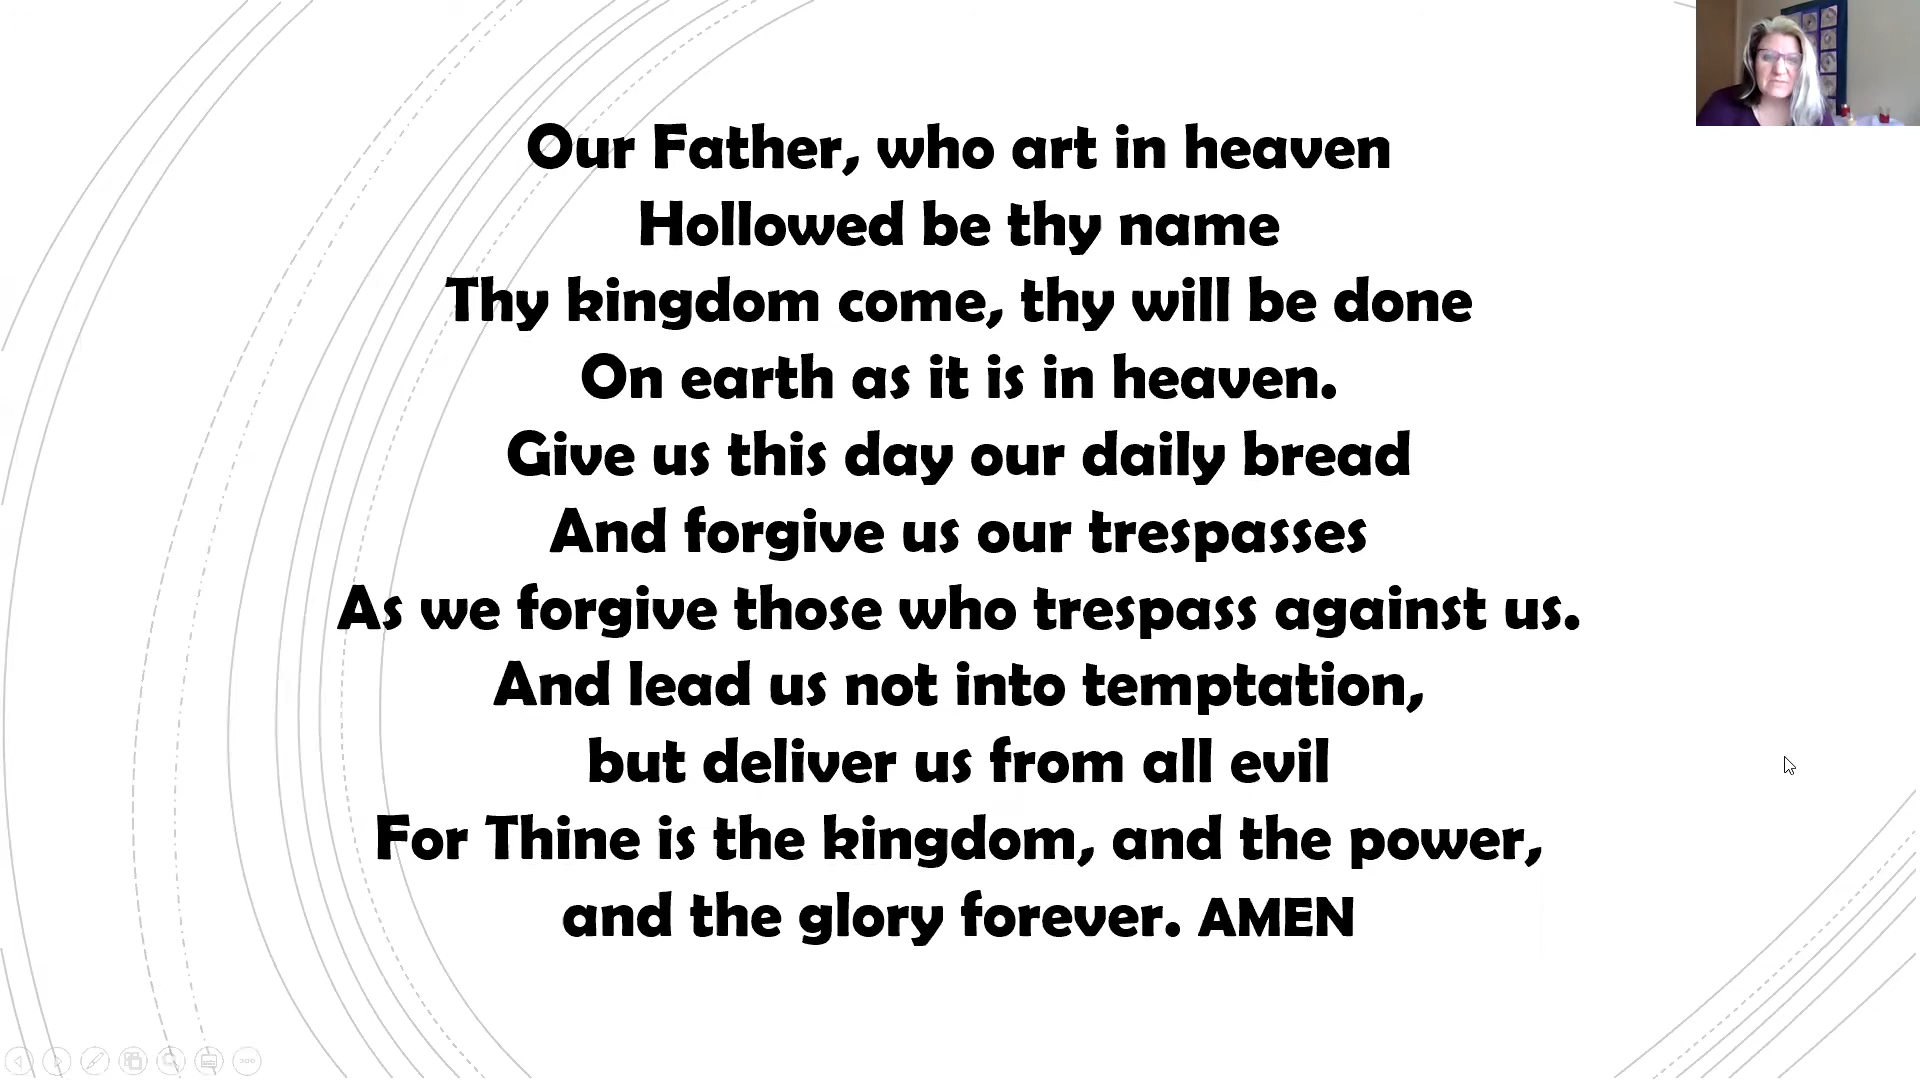 Our Father, who art in heaven
Hollowed be thy name
Thy kingdom come, thy will be done
On earth as it is in heaven.
Give us this day our daily bread
And forgive us our trespasses
As we forgive those who trespass against us.
And lead us not into temptation,
but deliver us from all evil
For Thine is the kingdom, and the power,
and the glory forever. AMEN